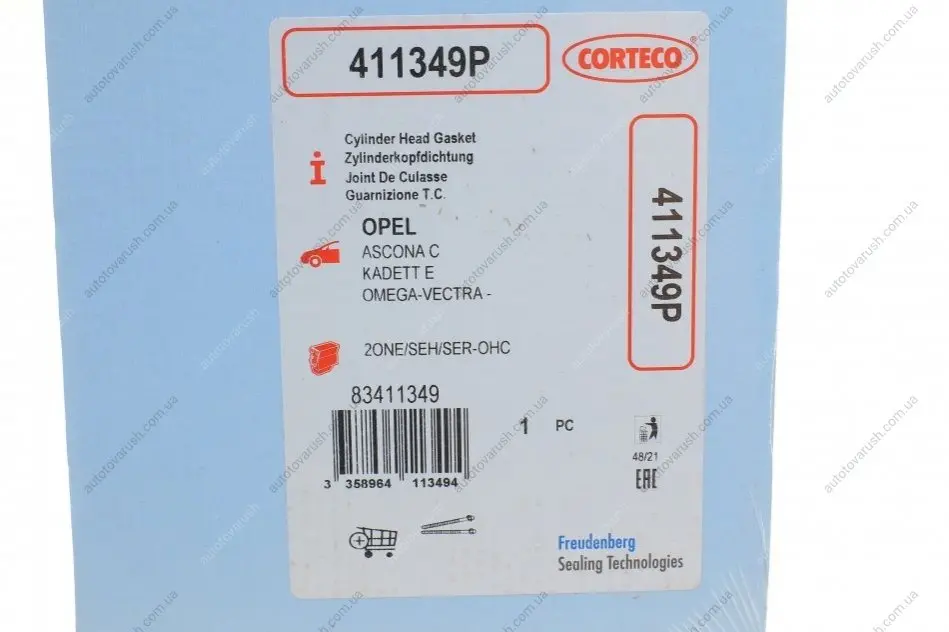 411349P
CORTECO
Cylinder Head Gasket
Zylinderkopfdichtung
Joint De Culasse
Guarnizione T.C.
OPEL
ASCONA C
KADETT E
OMEGA-VECTRA -
2ONE/SEH/SER-OHC
83411349
3 358964 113494
1 PC
411349P
48/21
EAC
Freudenberg
Sealing Technologies
autotovarush.com.ua